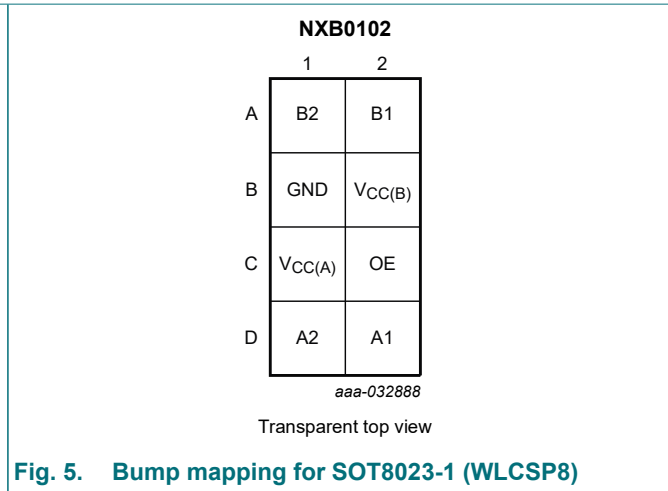 NXB0102
1 2
A B2 B1
B GND VCC(B)
C VCC(A) OE
D A2 A1
aaa-032888
Transparent top view
Fig. 5. Bump mapping for SOT8023-1 (WLCSP8)